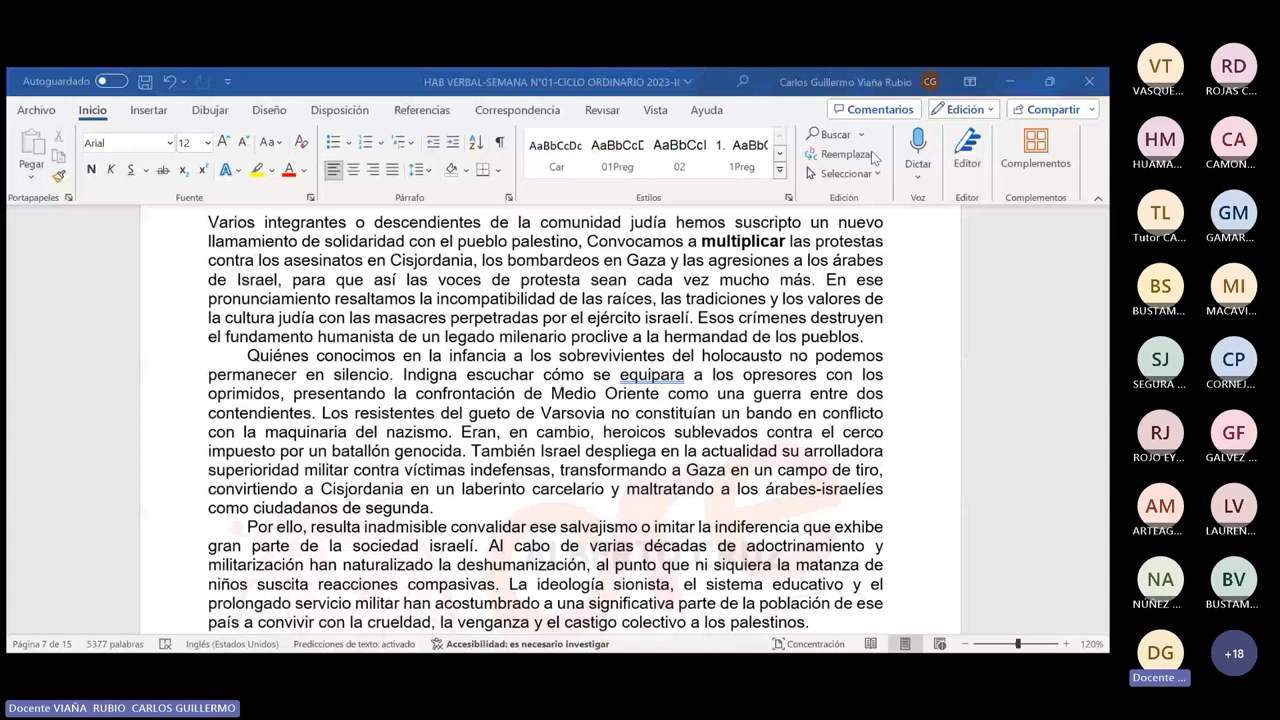 Autoguardado
HAB VERBAL-SEMANA N°01-CICLO ORDINARIO 2023-II
Carlos Guillermo Viaña Rubio
CG
Archivo Inicio Insertar Dibujar Diseño Disposición Referencias Correspondencia Revisar Vista Ayuda
Comentarios Edición Compartir
Pegar
Arial 12
N K S ab x₂ x²
Aa
AaBbCcDc AaBbCcD AaBbCcI 1. AaBbC
Car 01Preg 02 1Preg
Buscar
Reemplazar
Seleccionar
Dictar
Editor
Complementos
Portapapeles Fuente Párrafo Estilos Edición Voz Editor Complementos
Varios integrantes o descendientes de la comunidad judía hemos suscripto un nuevo
llamamiento de solidaridad con el pueblo palestino, Convocamos a multiplicar las protestas
contra los asesinatos en Cisjordania, los bombardeos en Gaza y las agresiones a los árabes
de Israel, para que así las voces de protesta sean cada vez mucho más. En ese
pronunciamiento resaltamos la incompatibilidad de las raíces, las tradiciones y los valores de
la cultura judía con las masacres perpetradas por el ejército israelí. Esos crímenes destruyen
el fundamento humanista de un legado milenario proclive a la hermandad de los pueblos.
Quiénes conocimos en la infancia a los sobrevivientes del holocausto no podemos
permanecer en silencio. Indigna escuchar cómo se equipara a los opresores con los
oprimidos, presentando la confrontación de Medio Oriente como una guerra entre dos
contendientes. Los resistentes del gueto de Varsovia no constituían un bando en conflicto
con la maquinaria del nazismo. Eran, en cambio, heroicos sublevados contra el cerco
impuesto por un batallón genocida. También Israel despliega en la actualidad su arrolladora
superioridad militar contra víctimas indefensas, transformando a Gaza en un campo de tiro,
convirtiendo a Cisjordania en un laberinto carcelario y maltratando a los árabes-israelíes
como ciudadanos de segunda.
Por ello, resulta inadmisible convalidar ese salvajismo o imitar la indiferencia que exhibe
gran parte de la sociedad israelí. Al cabo de varias décadas de adoctrinamiento y
militarización han naturalizado la deshumanización, al punto que ni siquiera la matanza de
niños suscita reacciones compasivas. La ideología sionista, el sistema educativo y el
prolongado servicio militar han acostumbrado a una significativa parte de la población de ese
país a convivir con la crueldad, la venganza y el castigo colectivo a los palestinos.
Página 7 de 15 5377 palabras Inglés (Estados Unidos) Predicciones de texto: activado Accesibilidad: es necesario investigar Concentración 120%
VT RD
VASQUE... ROJAS C...
HM CA
HUAMA... CAMON...
TL GM
Tutor CA... GAMAR...
BS MI
BUSTAM... MACAVI...
SJ CP
SEGURA ... CORNEJ...
RJ GF
ROJO EY... GALVEZ ...
AM LV
ARTEAG... LAUREN...
NA BV
NÚÑEZ ... BUSTAM...
DG +18
Docente ...
Docente VIAÑA RUBIO CARLOS GUILLERMO